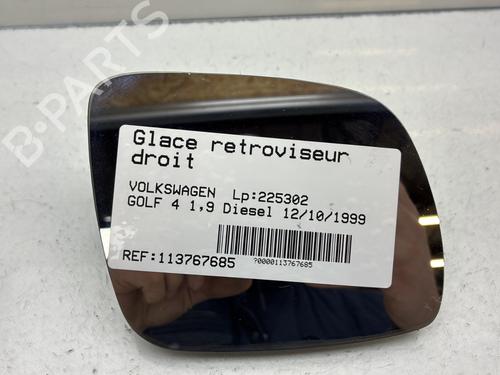 B-PARTS
Glace retroviseur
droit
VOLKSWAGEN Lp:225302
GOLF 4 1,9 Diesel 12/10/1999
REF:113767685
?0000113767685